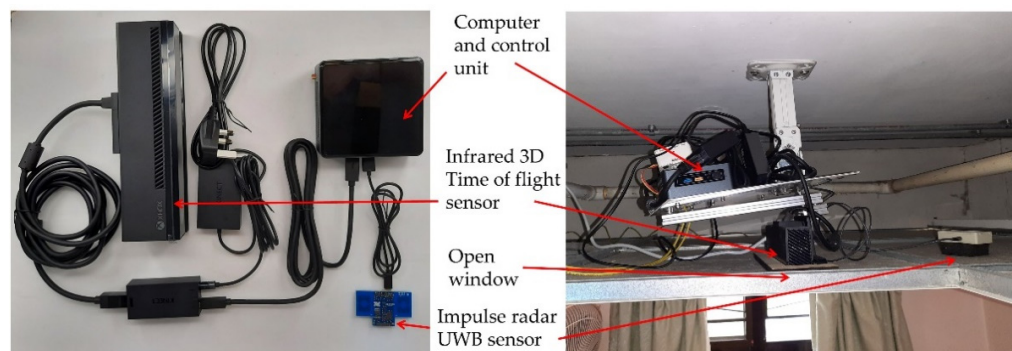 Computer
and control
unit
Infrared 3D
Time of flight
sensor
Open
window
Impulse radar
UWB sensor